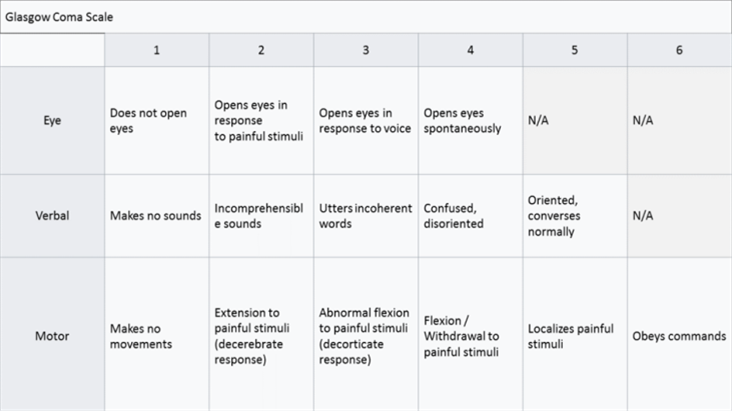 Glasgow Coma Scale
1 2 3 4 5 6
Eye
Does not open
eyes
Opens eyes in
response
to painful stimuli
Opens eyes in
response to voice
Opens eyes
spontaneously
N/A
N/A
Verbal
Makes no sounds
Incomprehensibl
e sounds
Utters incoherent
words
Confused,
disoriented
Oriented,
converses
normally
N/A
Motor
Makes no
movements
Extension to
painful stimuli
(decerebrate
response)
Abnormal flexion
to painful stimuli
(decorticate
response)
Flexion /
Withdrawal to
painful stimuli
Localizes painful
stimuli
Obeys commands